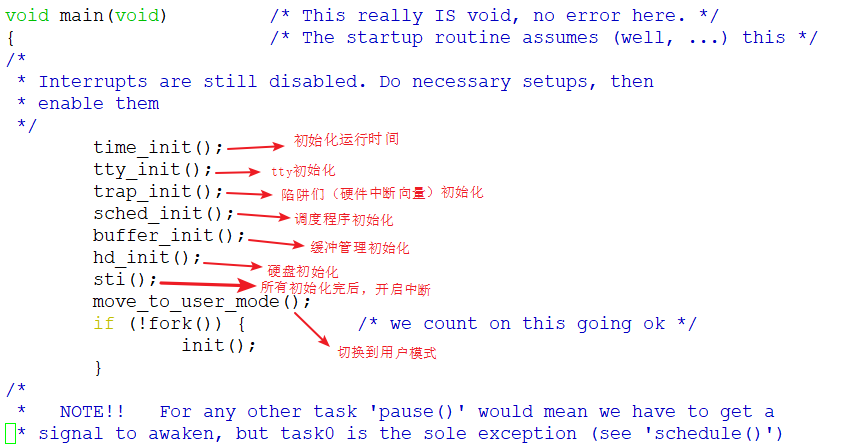 void main(void) /* This really IS void, no error here. */
{ /* The startup routine assumes (well, ...) this */
/*
* Interrupts are still disabled. Do necessary setups, then
* enable them
*/
time_init(); 初始化运行时间
tty_init(); tty初始化
trap_init(); 陷阱们（硬件中断向量）初始化
sched_init(); 调度程序初始化
buffer_init(); 缓冲管理初始化
hd_init(); 硬盘初始化
sti(); 所有初始化完后，开启中断
move_to_user_mode();
if (!fork()) { /* we count on this going ok */
init(); 切换到用户模式
}
/*
* NOTE!! For any other task 'pause()' would mean we have to get a
* signal to awaken, but task0 is the sole exception (see 'schedule()')